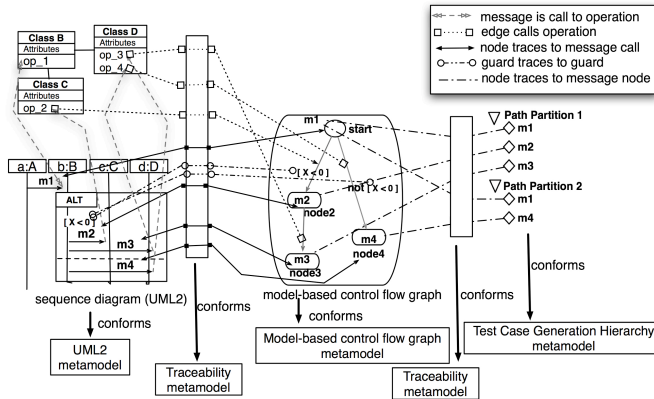 message is call to operation
edge calls operation
node traces to message call
guard traces to guard
node traces to message node
Class B
Attributes
op_1
Class D
Attributes
op_3
op_4
Class C
Attributes
op_2
a:A
b:B
c:C
d:D
m1
ALT
[X<0]
m2
m3
m4
sequence diagram (UML2)
conforms
UML2
metamodel
conforms
Traceability
metamodel
m1
start
[X<0]
not [X<0]
m2
node2
m4
node4
m3
node3
model-based control flow graph
conforms
Model-based control flow graph
metamodel
conforms
Traceability
metamodel
Path Partition 1
m1
m2
m3
Path Partition 2
m1
m4
conforms
Test Case Generation Hierarchy
metamodel